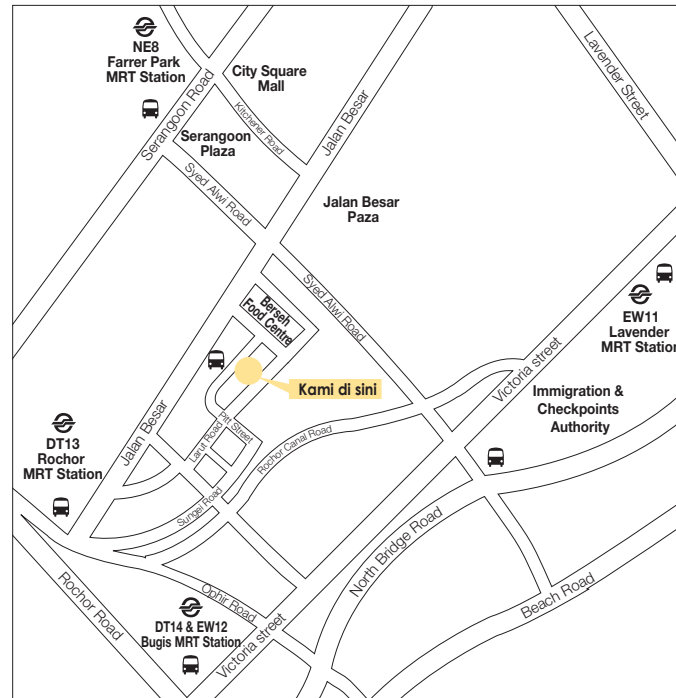 NE8
Farrer Park
MRT Station
City Square
Mall
Lavender Street
Serangoon Road
Kitchener Road
Jalan Besar
Serangoon
Plaza
Syed Alwi Road
Jalan Besar
Paza
Syed Alwi Road
Berseh
Food Centre
EW11
Lavender
MRT Station
Victoria street
Kami di sini
Immigration &
Checkpoints
Authority
Pitt Street
Larut Road
Rochor Canal Road
Jalan Besar
DT13
Rochor
MRT Station
Sungei Road
North Bridge Road
Beach Road
Rochor Road
Ophir Road
DT14 & EW12
Bugis MRT Station
Victoria street